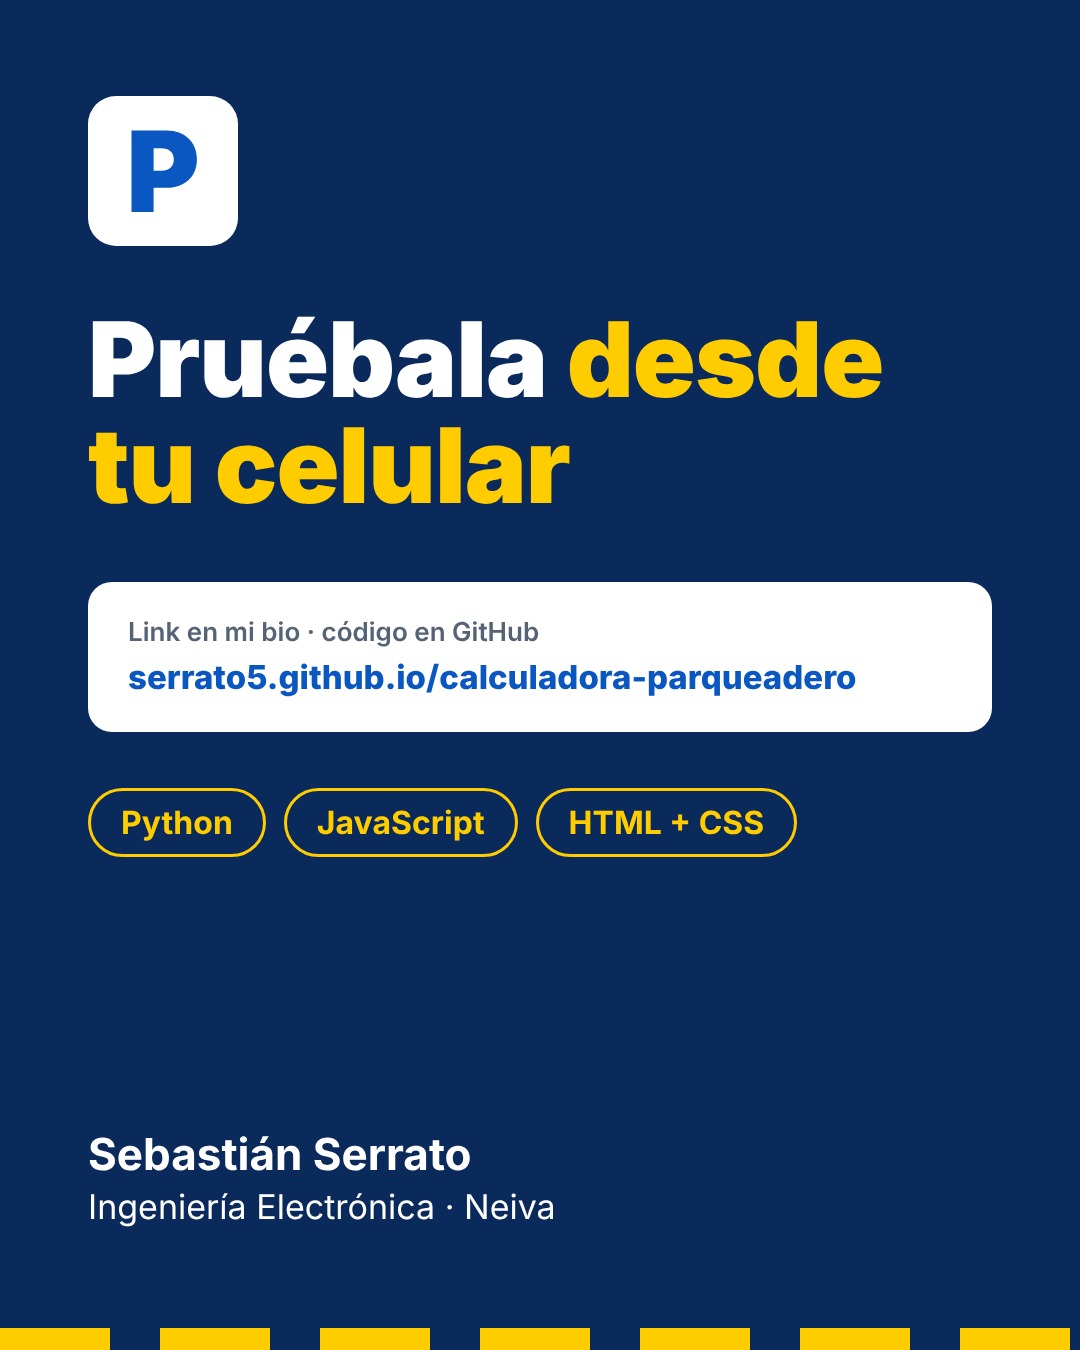 P
Pruébala desde
tu celular
Link en mi bio · código en GitHub
serrato5.github.io/calculadora-parqueadero
Python
JavaScript
HTML + CSS
Sebastián Serrato
Ingeniería Electrónica · Neiva